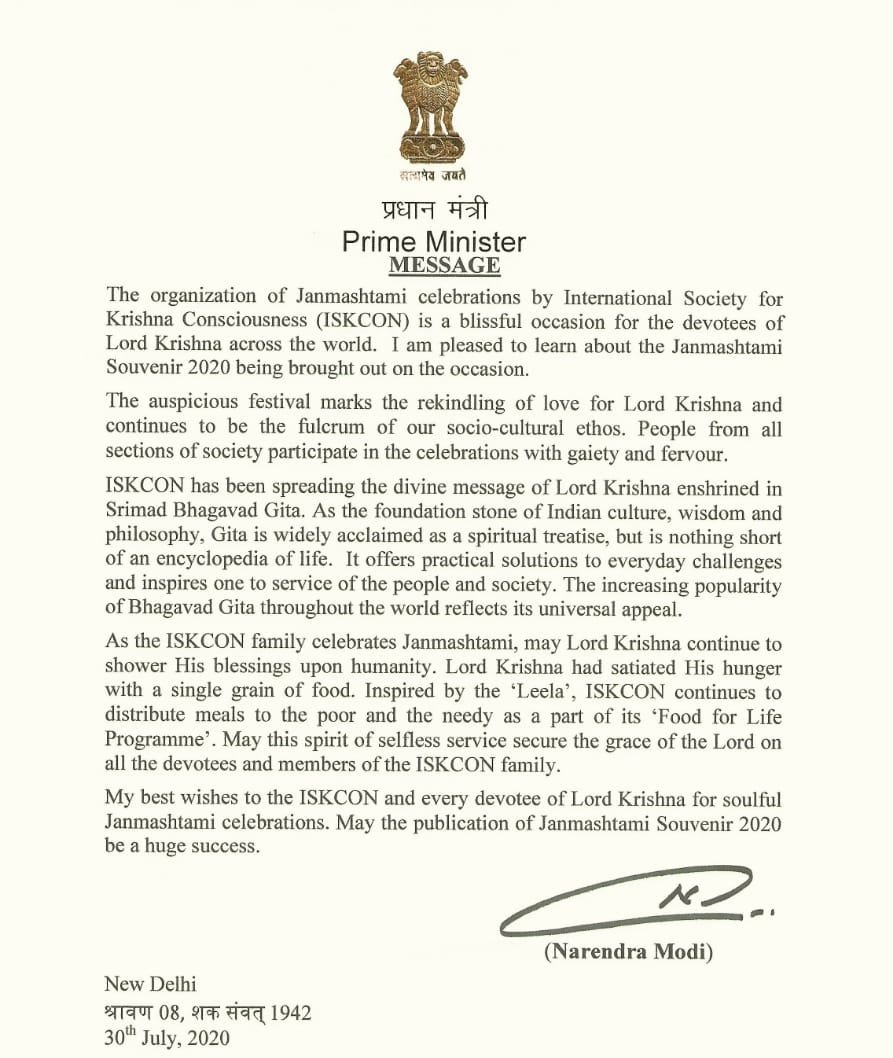 सत्यमेव जयते
प्रधान मंत्री
Prime Minister
MESSAGE
The organization of Janmashtami celebrations by International Society for
Krishna Consciousness (ISKCON) is a blissful occasion for the devotees of
Lord Krishna across the world. I am pleased to learn about the Janmashtami
Souvenir 2020 being brought out on the occasion.
The auspicious festival marks the rekindling of love for Lord Krishna and
continues to be the fulcrum of our socio-cultural ethos. People from all
sections of society participate in the celebrations with gaiety and fervour.
ISKCON has been spreading the divine message of Lord Krishna enshrined in
Srimad Bhagavad Gita. As the foundation stone of Indian culture, wisdom and
philosophy, Gita is widely acclaimed as a spiritual treatise, but is nothing short
of an encyclopedia of life. It offers practical solutions to everyday challenges
and inspires one to service of the people and society. The increasing popularity
of Bhagavad Gita throughout the world reflects its universal appeal.
As the ISKCON family celebrates Janmashtami, may Lord Krishna continue to
shower His blessings upon humanity. Lord Krishna had satiated His hunger
with a single grain of food. Inspired by the ‘Leela’, ISKCON continues to
distribute meals to the poor and the needy as a part of its ‘Food for Life
Programme’. May this spirit of selfless service secure the grace of the Lord on
all the devotees and members of the ISKCON family.
My best wishes to the ISKCON and every devotee of Lord Krishna for soulful
Janmashtami celebrations. May the publication of Janmashtami Souvenir 2020
be a huge success.
(Narendra Modi)
New Delhi
श्रावण 08, शक संवत् 1942
30th July, 2020